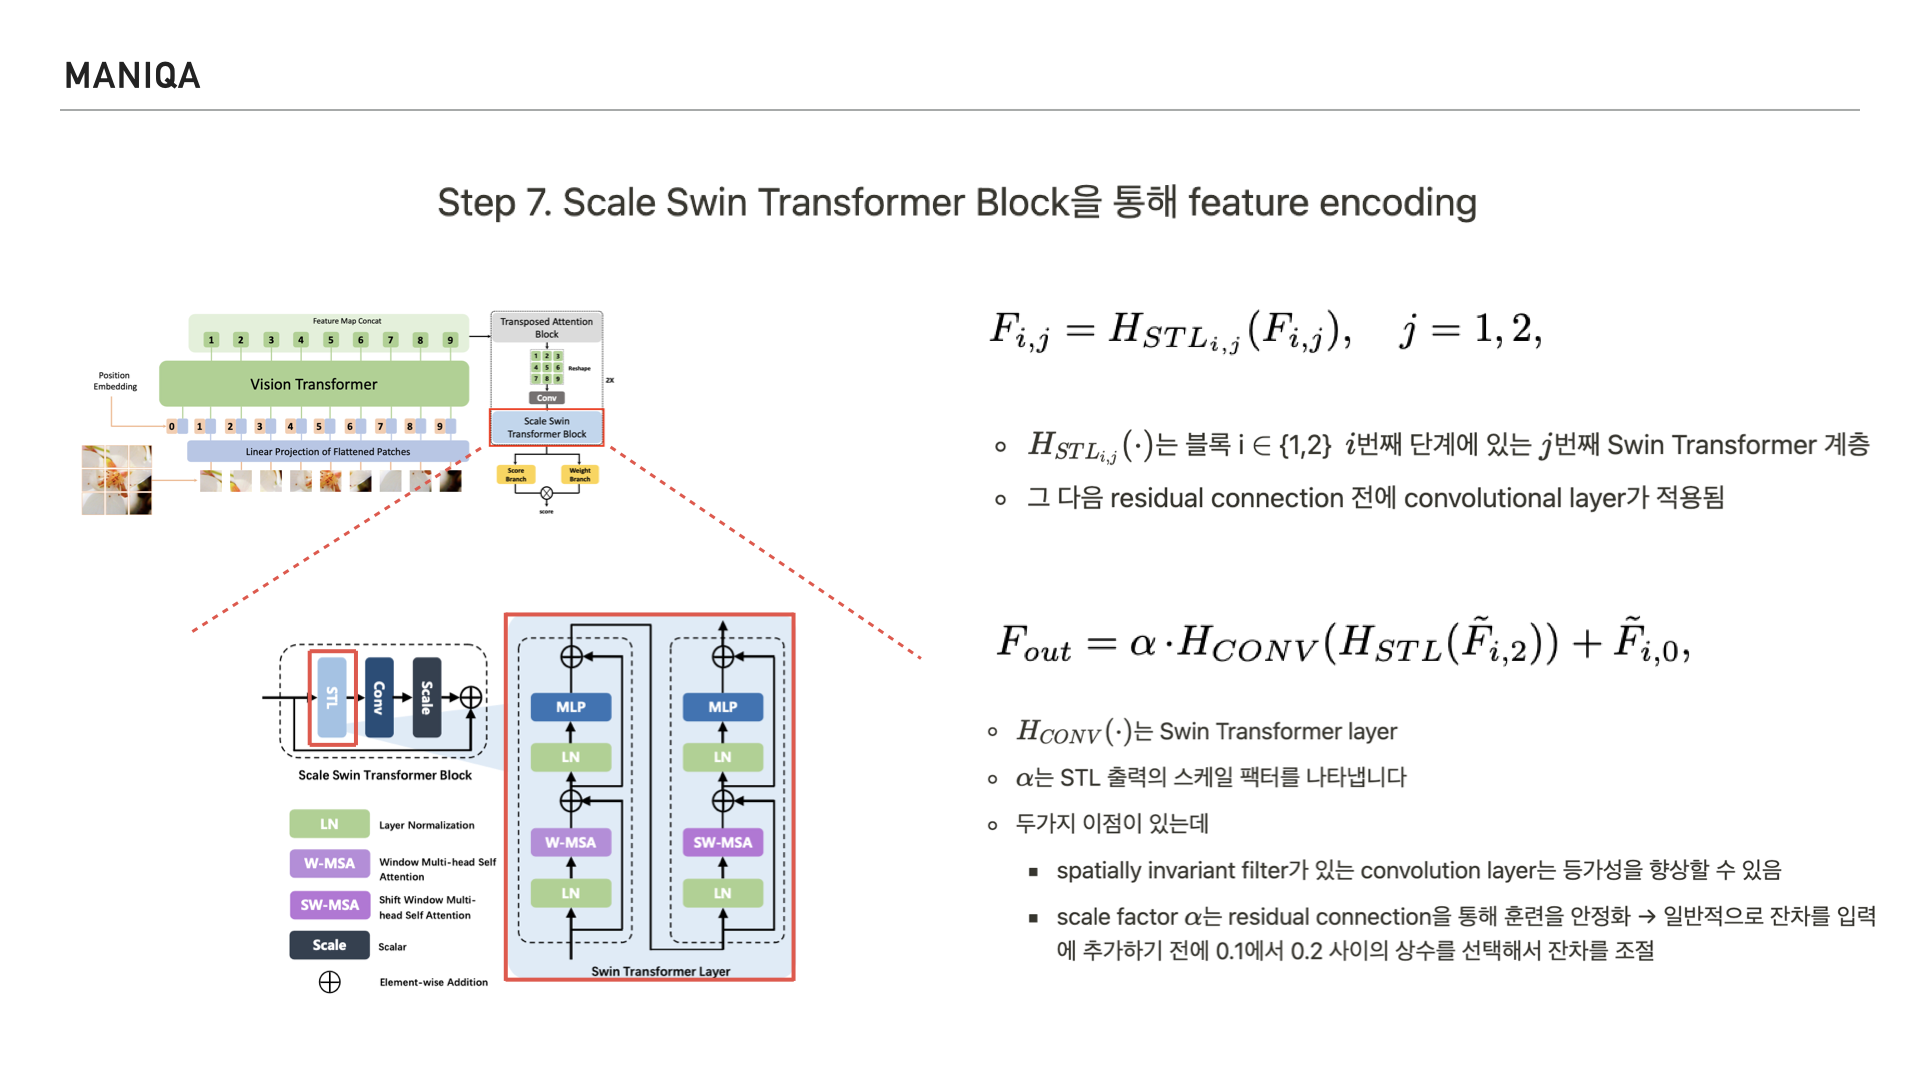 MANIQA
Step 7. Scale Swin Transformer Block을 통해 feature encoding
Feature Map Concat
1 2 3 4 5 6 7 8 9
Vision Transformer
Position
Embedding
0 1 2 3 4 5 6 7 8 9
Linear Projection of Flattened Patches
Transposed Attention
Block
1 2 3
4 5 6
7 8 9
Reshape
Conv
2X
Scale Swin
Transformer Block
Score
Branch
Weight
Branch
score
STL
Conv
Scale
Scale Swin Transformer Block
LN
Layer Normalization
W-MSA
Window Multi-head Self
Attention
SW-MSA
Shift Window Multi-
head Self Attention
Scale
Scalar
Element-wise Addition
MLP
LN
W-MSA
LN
MLP
LN
SW-MSA
LN
Swin Transformer Layer
F_{i,j} = H_{STL_{i,j}}(F_{i,j}), j = 1, 2,
H_{STL_{i,j}}(·)는 블록 i ∈ {1,2} i번째 단계에 있는 j번째 Swin Transformer 계층
그 다음 residual connection 전에 convolutional layer가 적용됨
F_{out} = α · H_{CONV}(H_{STL}(F̃_{i,2})) + F̃_{i,0},
H_{CONV}(·)는 Swin Transformer layer
α는 STL 출력의 스케일 팩터를 나타냅니다
두가지 이점이 있는데
spatially invariant filter가 있는 convolution layer는 등가성을 향상할 수 있음
scale factor α는 residual connection을 통해 훈련을 안정화 → 일반적으로 잔차를 입력
에 추가하기 전에 0.1에서 0.2 사이의 상수를 선택해서 잔차를 조절